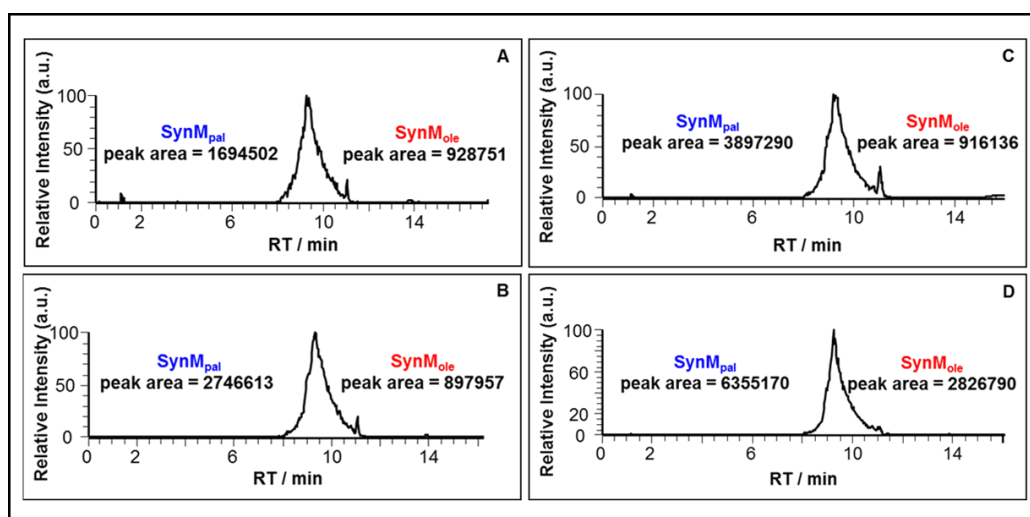 A
Relative Intensity (a.u.)
100
50
0
SynMpal
peak area = 1694502
SynMole
peak area = 928751
0 2 6 10 14
RT / min
C
Relative Intensity (a.u.)
100
50
0
SynMpal
peak area = 3897290
SynMole
peak area = 916136
0 2 6 10 14
RT / min
B
Relative Intensity (a.u.)
100
50
0
SynMpal
peak area = 2746613
SynMole
peak area = 897957
0 2 6 10 14
RT / min
D
Relative Intensity (a.u.)
100
60
20
0
SynMpal
peak area = 6355170
SynMole
peak area = 2826790
0 2 6 10 14
RT / min